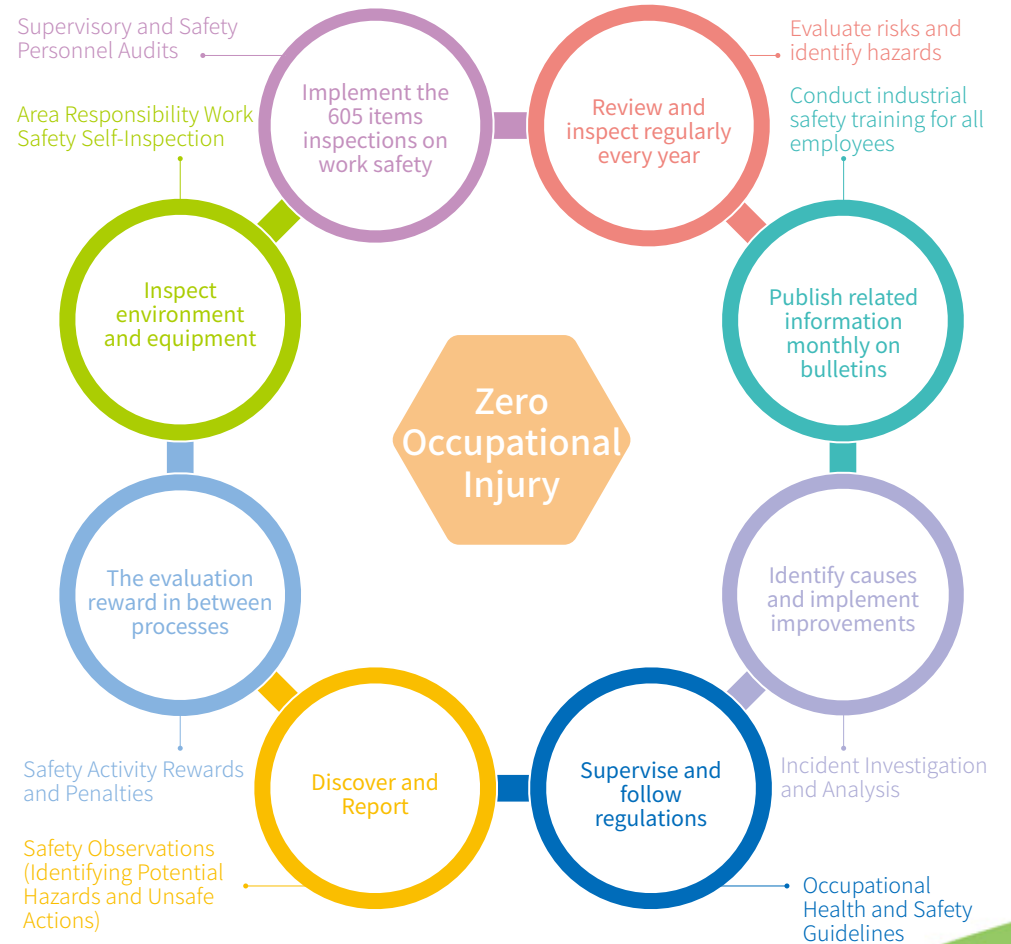 Supervisory and Safety
Personnel Audits
Implement the
605 items
inspections on
work safety
Review and
inspect regularly
every year
Evaluate risks and
identify hazards
Conduct industrial
safety training for all
employees
Area Responsibility Work
Safety Self-Inspection
Inspect
environment
and equipment
Publish related
information
monthly on
bulletins
Zero
Occupational
Injury
The evaluation
reward in between
processes
Identify causes
and implement
improvements
Safety Activity Rewards
and Penalties
Discover and
Report
Supervise and
follow
regulations
Incident Investigation
and Analysis
Safety Observations
(Identifying Potential
Hazards and Unsafe
Actions)
Occupational
Health and Safety
Guidelines